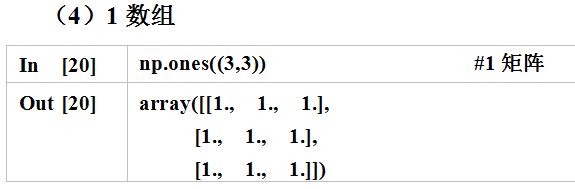 （4）1 数组
In [20] np.ones((3,3)) #1 矩阵
Out [20] array([[1., 1., 1.],
[1., 1., 1.],
[1., 1., 1.]])